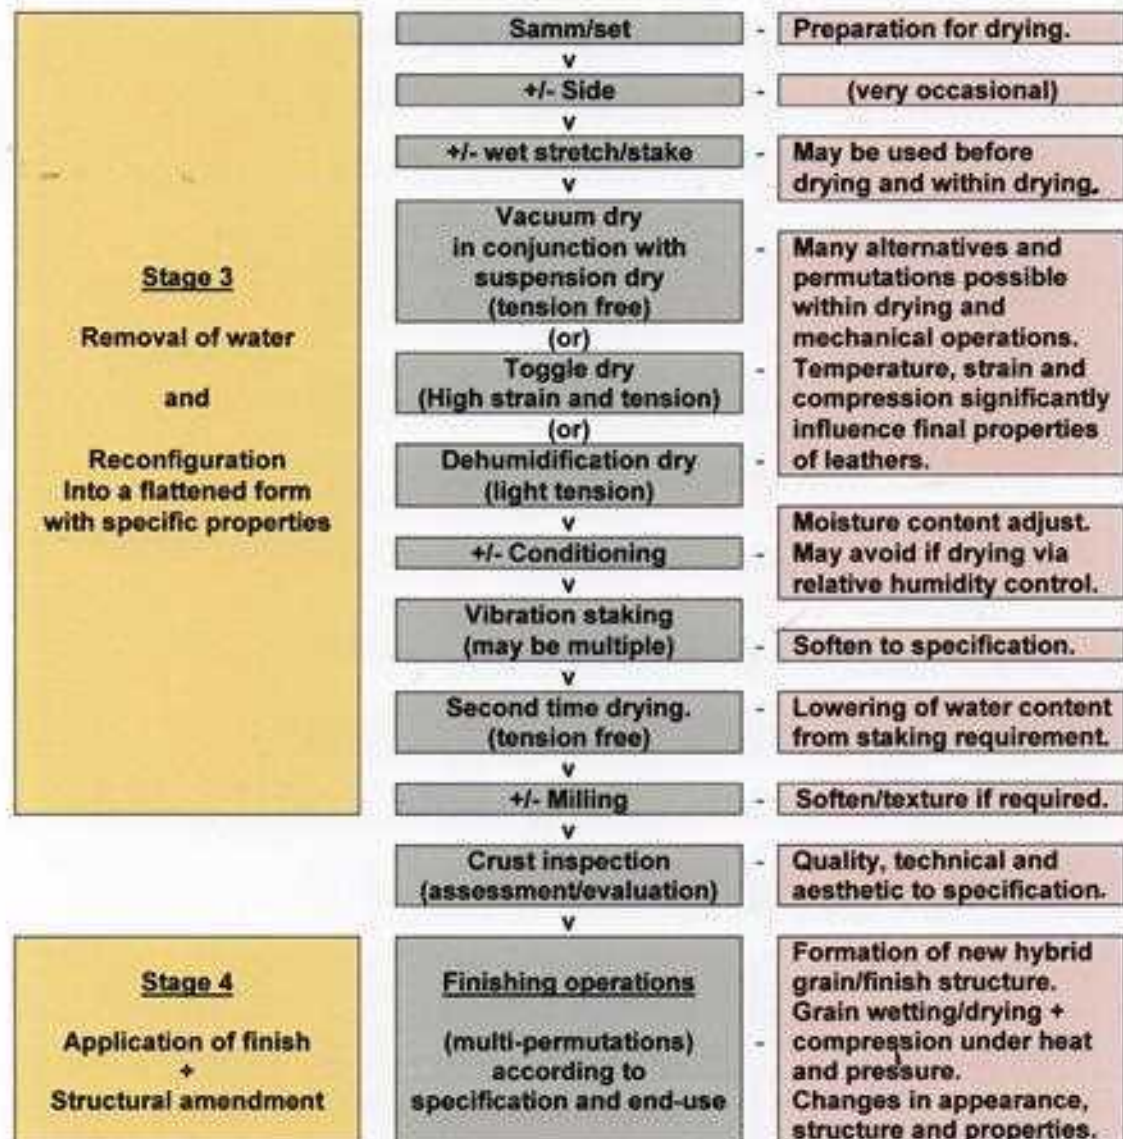 Stage 3
Removal of water
and
Reconfiguration
Into a flattened form
with specific properties
Samm/set
-
Preparation for drying.
v
+/- Side
-
(very occasional)
v
+/- wet stretch/stake
-
May be used before
drying and within drying.
v
Vacuum dry
in conjunction with
suspension dry
(tension free)
(or)
Toggle dry
(High strain and tension)
(or)
Dehumidification dry
(light tension)
-
-
-
Many alternatives and
permutations possible
within drying and
mechanical operations.
Temperature, strain and
compression significantly
influence final properties
of leathers.
v
+/- Conditioning
-
Moisture content adjust.
May avoid if drying via
relative humidity control.
v
Vibration staking
(may be multiple)
-
Soften to specification.
v
Second time drying.
(tension free)
-
Lowering of water content
from staking requirement.
v
+/- Milling
-
Soften/texture if required.
v
Crust inspection
(assessment/evaluation)
-
Quality, technical and
aesthetic to specification.
v
Stage 4
Application of finish
+
Structural amendment
Finishing operations
(multi-permutations)
according to
specification and end-use
-
Formation of new hybrid
grain/finish structure.
Grain wetting/drying +
compression under heat
and pressure.
Changes in appearance,
structure and properties.